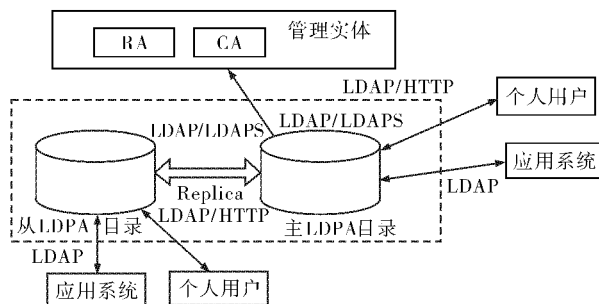 管理实体
RA
CA
LDAP/HTTP
个人用户
LDAP/LDAPS
LDAP/LDAPS
应用系统
Replica
LDAP
LDAP/HTTP
从LDPA目录
主LDPA目录
LDAP
应用系统
个人用户